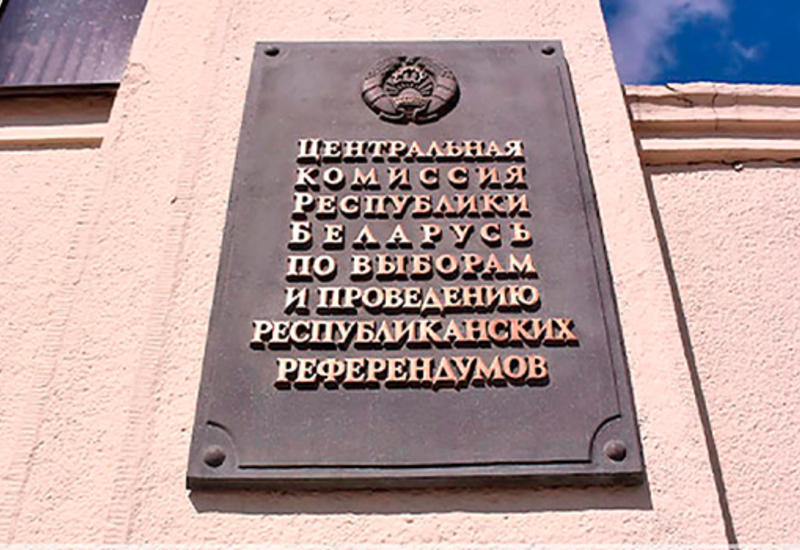 ЦЕНТРАЛЬНАЯ
КОМИССИЯ
РЕСПУБЛИКИ
БЕЛАРУСЬ
ПО ВЫБОРАМ
И ПРОВЕДЕНИЮ
РЕСПУБЛИКАНСКИХ
РЕФЕРЕНДУМОВ